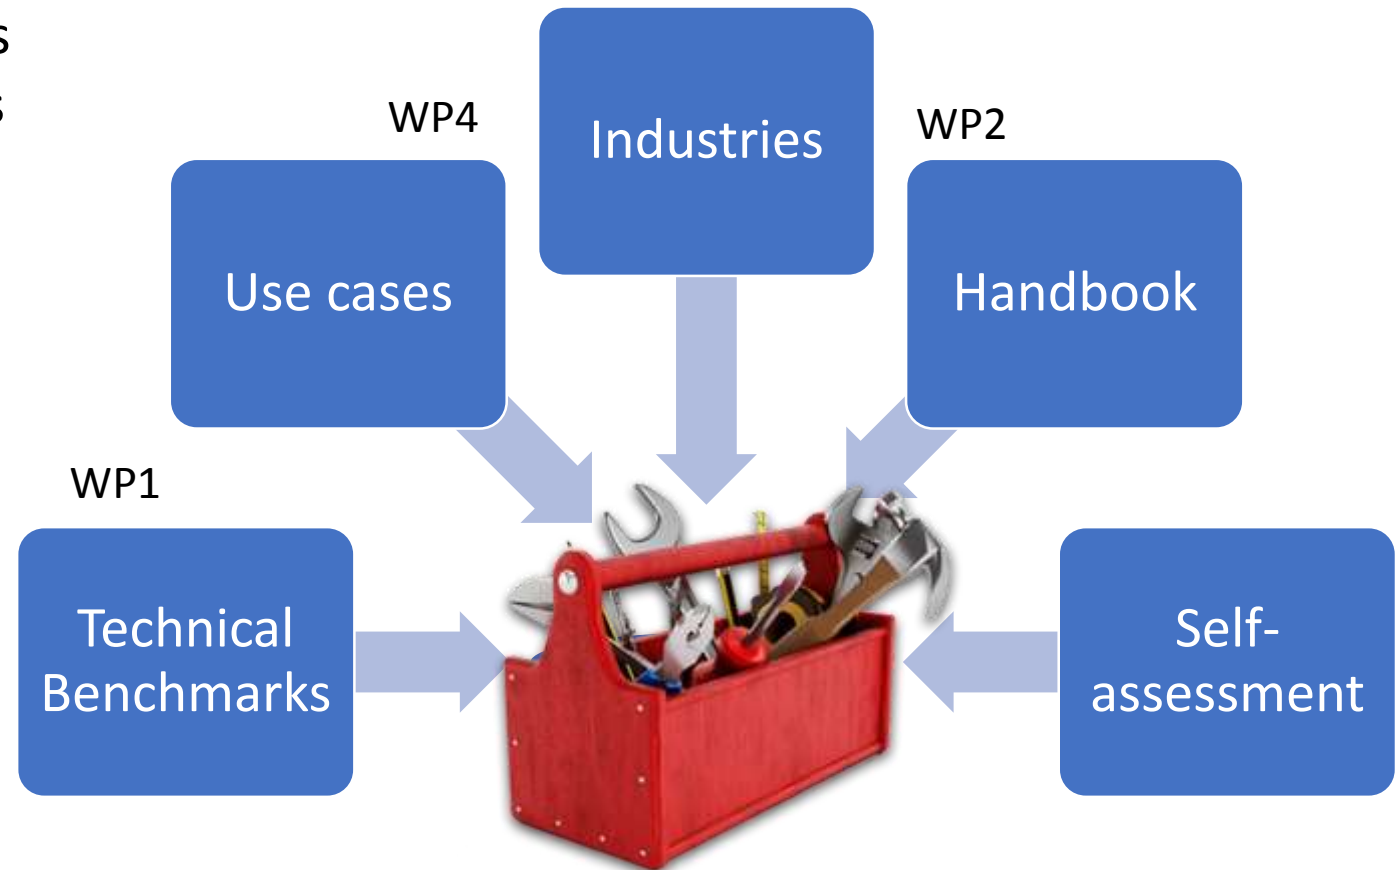 WP4
Industries
WP2
Use cases
Handbook
WP1
Technical
Benchmarks
Self-
assessment